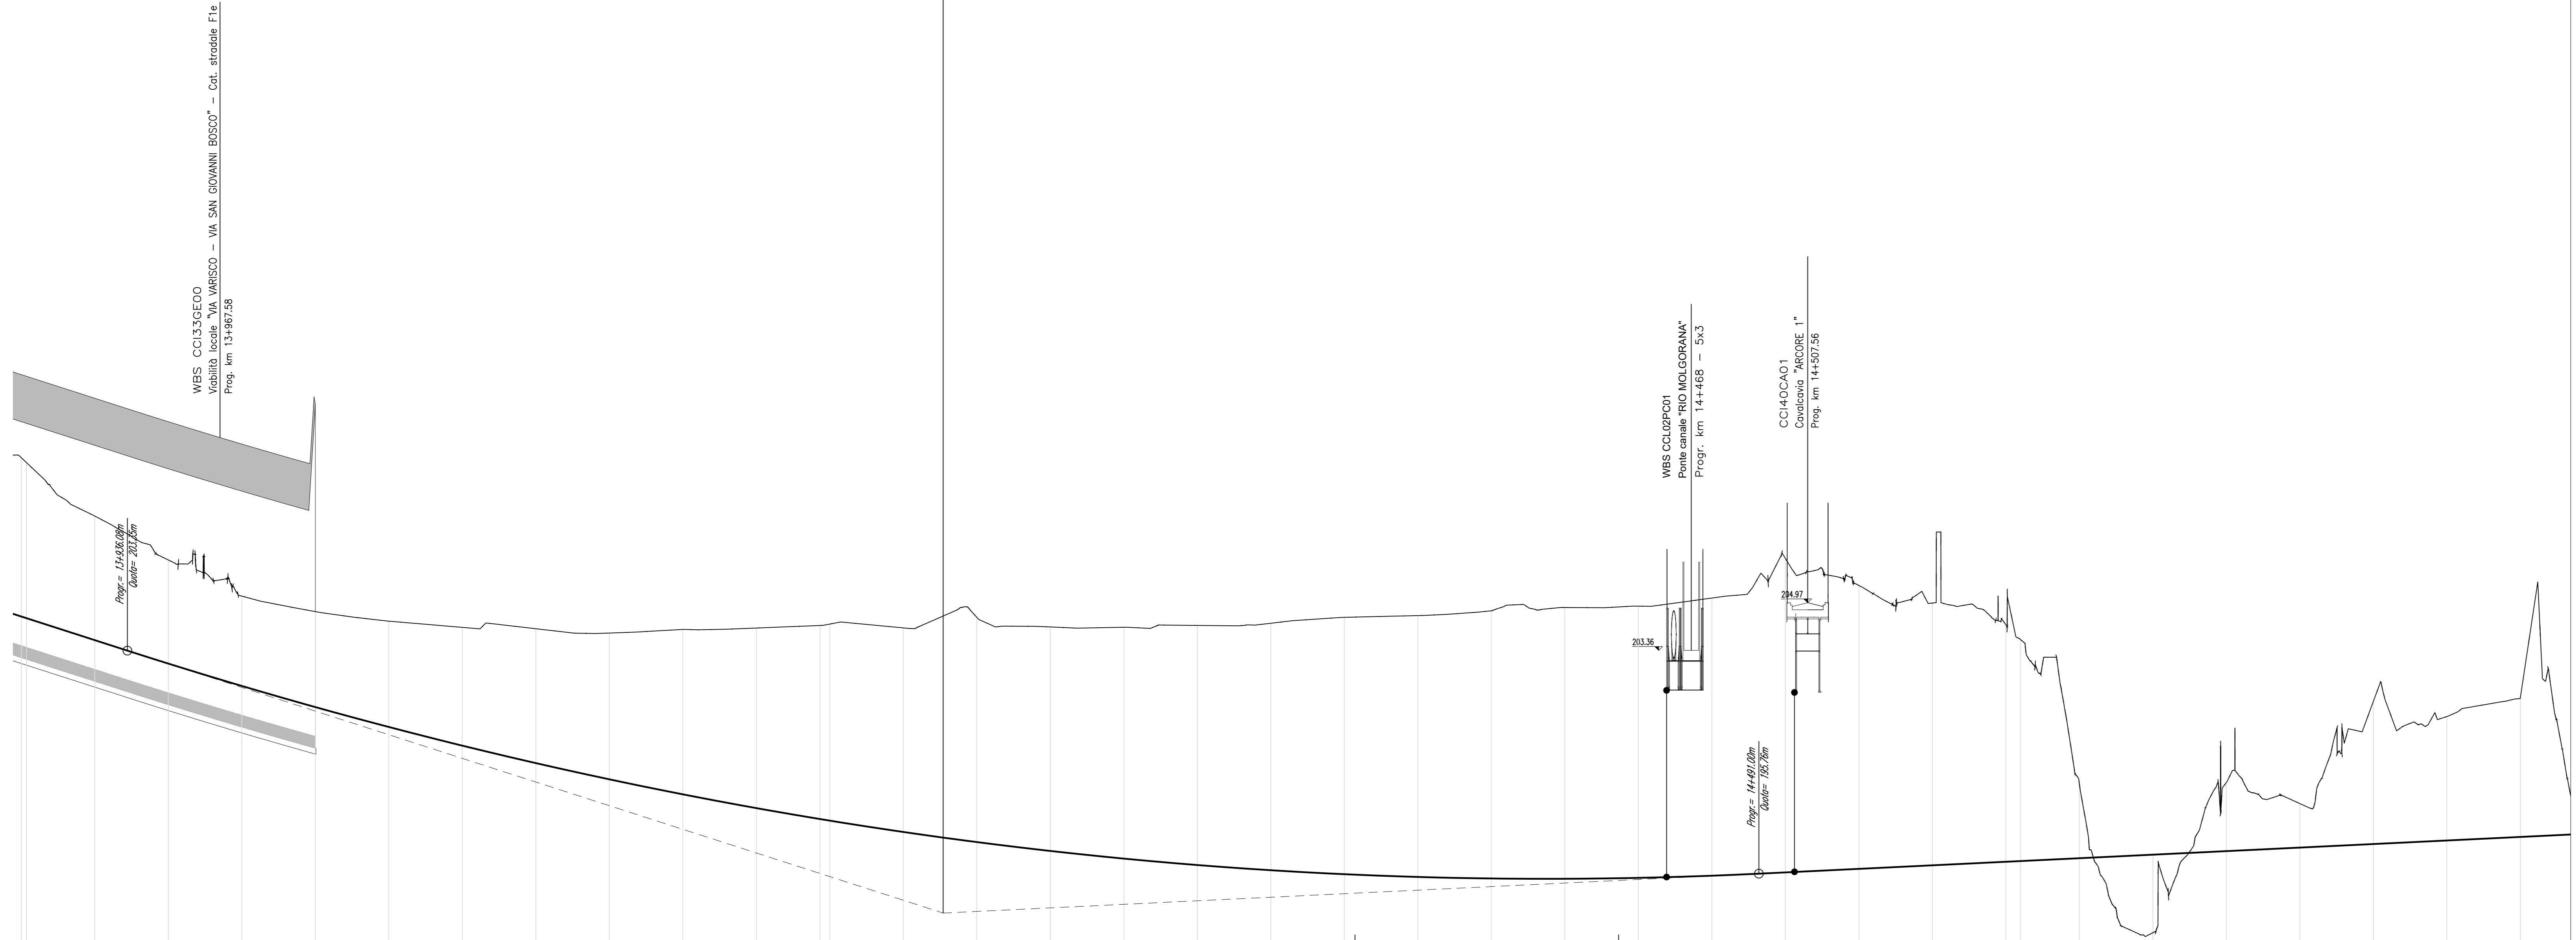 WBS CCI33GE00
Viabilità locale "VIA VARISCO – VIA SAN GIOVANNI BOSCO" – Cat. stradale F1e
Prog. km 13+967.58
Progr.= 13+936.08m
Quota= 203.15m
WBS CCL02PC01
Ponte canale "RIO MOLGORANA"
Progr. km 14+468 – 5x3
203.36
Progr.= 14+491.00m
Quota= 195.76m
CCI40CA01
Cavalcavia "ARCORE 1"
Prog. km 14+507.56
204.97